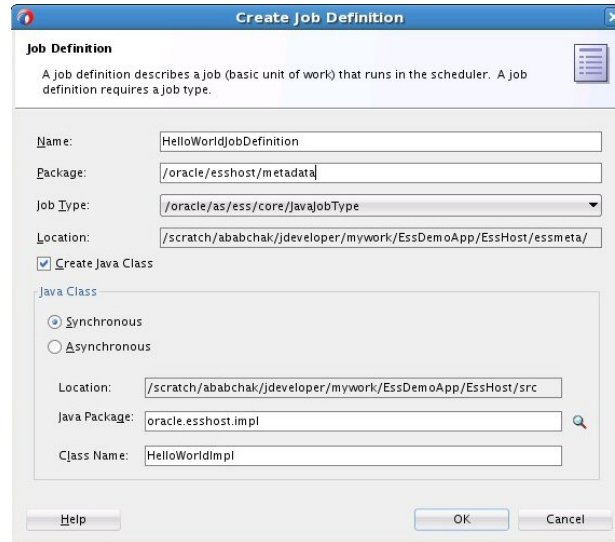 Create Job Definition
Job Definition
A job definition describes a job (basic unit of work) that runs in the scheduler. A job
definition requires a job type.
Name: HelloWorldJobDefinition
Package: /oracle/esshost/metadata
Job Type: /oracle/as/ess/core/JavaJobType
Location: /scratch/ababchak/jdeveloper/mywork/EssDemoApp/EssHost/essmeta/
Create Java Class
Java Class
Synchronous
Asynchronous
Location: /scratch/ababchak/jdeveloper/mywork/EssDemoApp/EssHost/src
Java Package: oracle.esshost.impl
Class Name: HelloWorldImpl
Help OK Cancel